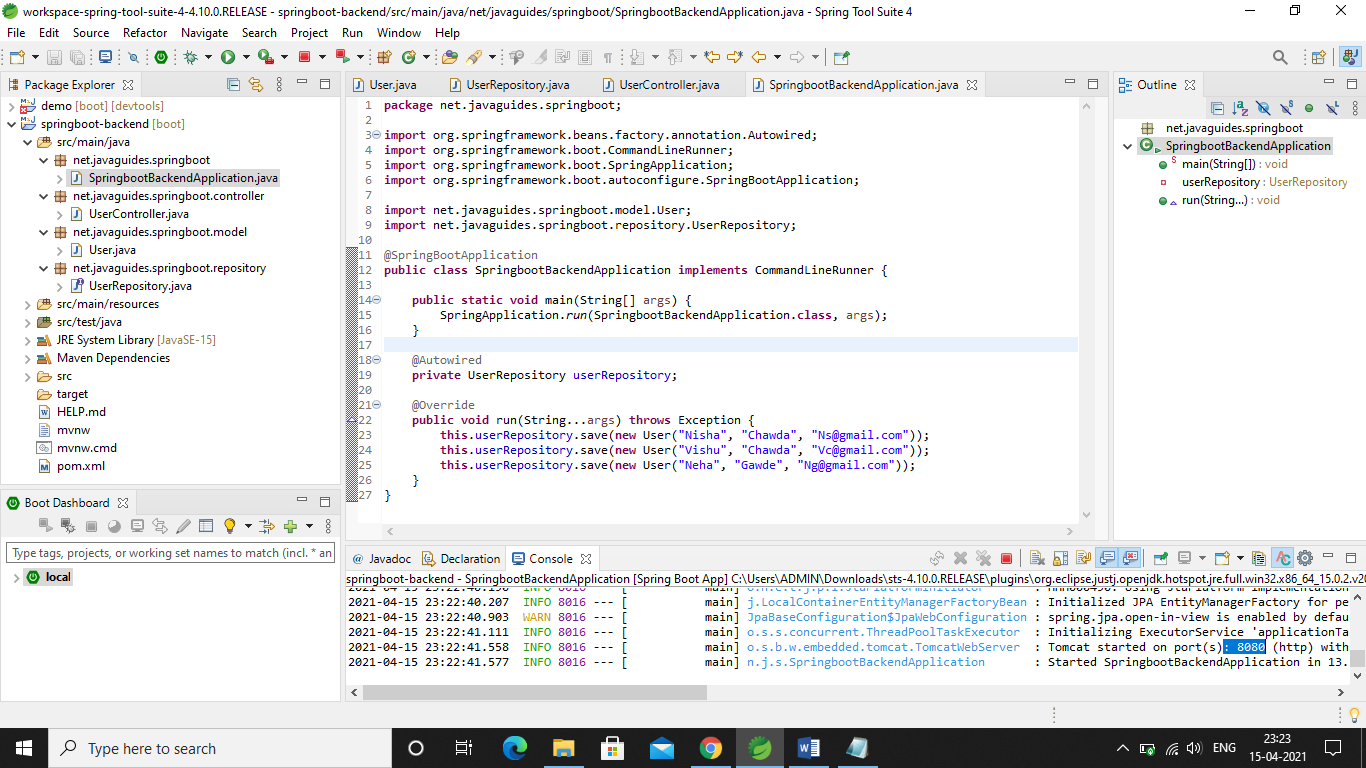 workspace-spring-tool-suite-4-4.10.0.RELEASE - springboot-backend/src/main/java/net/javaguides/springboot/SpringbootBackendApplication.java - Spring Tool Suite 4
File Edit Source Refactor Navigate Search Project Run Window Help
Package Explorer
demo [boot] [devtools]
springboot-backend [boot]
src/main/java
net.javaguides.springboot
SpringbootBackendApplication.java
net.javaguides.springboot.controller
UserController.java
net.javaguides.springboot.model
User.java
net.javaguides.springboot.repository
UserRepository.java
src/main/resources
src/test/java
JRE System Library [JavaSE-15]
Maven Dependencies
src
target
HELP.md
mvnw
mvnw.cmd
pom.xml
Boot Dashboard
Type tags, projects, or working set names to match (incl. * an
local
User.java UserRepository.java UserController.java SpringbootBackendApplication.java
1 package net.javaguides.springboot;
2
3 import org.springframework.beans.factory.annotation.Autowired;
4 import org.springframework.boot.CommandLineRunner;
5 import org.springframework.boot.SpringApplication;
6 import org.springframework.boot.autoconfigure.SpringBootApplication;
7
8 import net.javaguides.springboot.model.User;
9 import net.javaguides.springboot.repository.UserRepository;
10
11 @SpringBootApplication
12 public class SpringbootBackendApplication implements CommandLineRunner {
13
14 public static void main(String[] args) {
15 SpringApplication.run(SpringbootBackendApplication.class, args);
16 }
17
18 @Autowired
19 private UserRepository userRepository;
20
21 @Override
22 public void run(String...args) throws Exception {
23 this.userRepository.save(new User("Nisha", "Chawda", "Ns@gmail.com"));
24 this.userRepository.save(new User("Vishu", "Chawda", "Vc@gmail.com"));
25 this.userRepository.save(new User("Neha", "Gawde", "Ng@gmail.com"));
26 }
27 }
Outline
net.javaguides.springboot
SpringbootBackendApplication
main(String[]) : void
userRepository : UserRepository
run(String...) : void
Javadoc Declaration Console
springboot-backend - SpringbootBackendApplication [Spring Boot App] C:\Users\ADMIN\Downloads\sts-4.10.0.RELEASE\plugins\org.eclipse.justj.openjdk.hotspot.jre.full.win32.x86_64_15.0.2.v20
2021-04-15 23:22:40.207 INFO 8016 --- [ main] j.LocalContainerEntityManagerFactoryBean : Initialized JPA EntityManagerFactory for pe
2021-04-15 23:22:40.903 WARN 8016 --- [ main] JpaBaseConfiguration$JpaWebConfiguration : spring.jpa.open-in-view is enabled by defau
2021-04-15 23:22:41.111 INFO 8016 --- [ main] o.s.s.concurrent.ThreadPoolTaskExecutor : Initializing ExecutorService 'applicationTa
2021-04-15 23:22:41.558 INFO 8016 --- [ main] o.s.b.w.embedded.tomcat.TomcatWebServer : Tomcat started on port(s): 8080 (http) with
2021-04-15 23:22:41.577 INFO 8016 --- [ main] n.j.s.SpringbootBackendApplication : Started SpringbootBackendApplication in 13.
Type here to search
ENG
23:23
15-04-2021